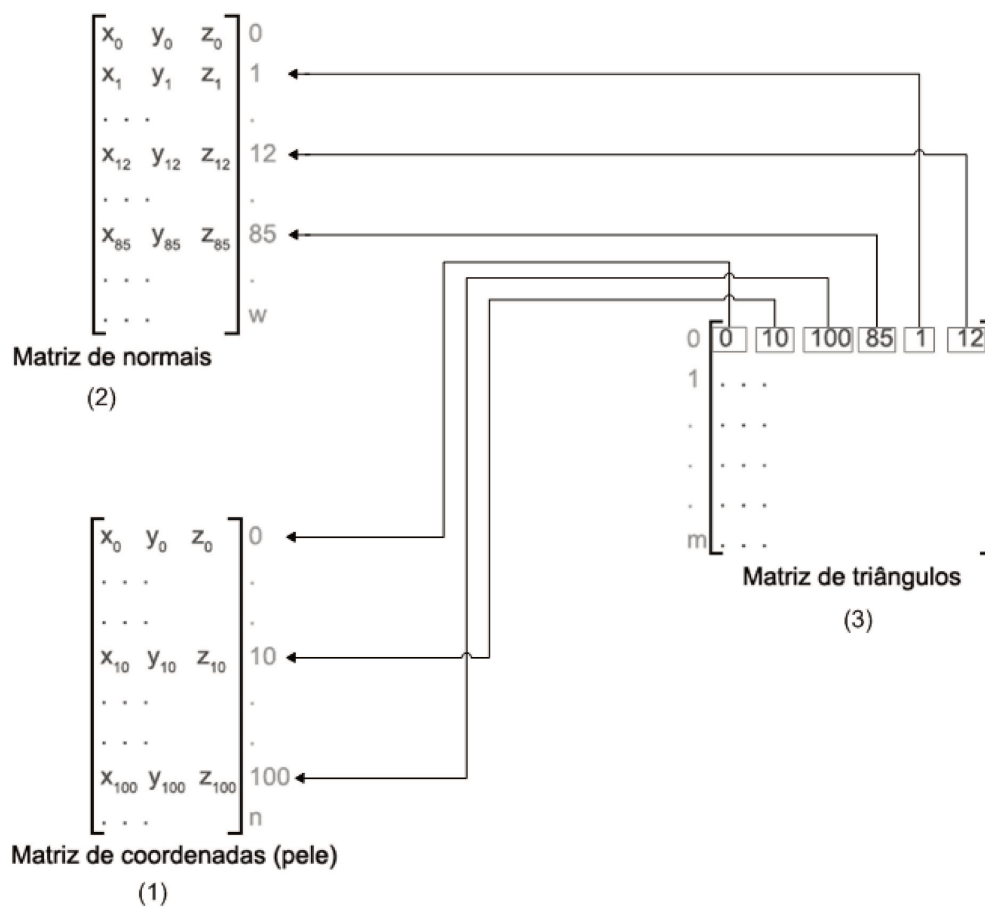 x0 y0 z0 0
x1 y1 z1 1
. . . .
x12 y12 z12 12
. . . .
x85 y85 z85 85
. . . .
. . . w
Matriz de normais
(2)
0 0 10 100 85 1 12
1 . . .
. . . .
. . . .
. . . .
m . . .
Matriz de triângulos
(3)
x0 y0 z0 0
. . . .
. . . .
x10 y10 z10 10
. . . .
. . . .
x100 y100 z100 100
. . . n
Matriz de coordenadas (pele)
(1)